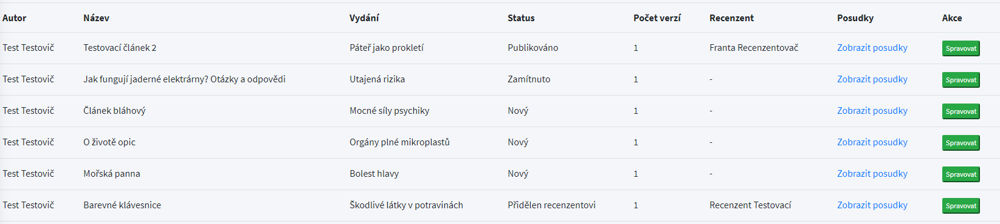 Autor Název Vydání Status Počet verzí Recenzent Posudky Akce
Test Testovič Testovací článek 2 Páteř jako prokletí Publikováno 1 Franta Recenzentovač Zobrazit posudky Spravovat
Test Testovič Jak fungují jaderné elektrárny? Otázky a odpovědi Utajená rizika Zamítnuto 1 - Zobrazit posudky Spravovat
Test Testovič Článek bláhový Mocné síly psychiky Nový 1 - Zobrazit posudky Spravovat
Test Testovič O životě opic Orgány plné mikroplastů Nový 1 - Zobrazit posudky Spravovat
Test Testovič Mořská panna Bolest hlavy Nový 1 - Zobrazit posudky Spravovat
Test Testovič Barevné klávesnice Škodlivé látky v potravinách Přidělen recenzentovi 1 Recenzent Testovací Zobrazit posudky Spravovat